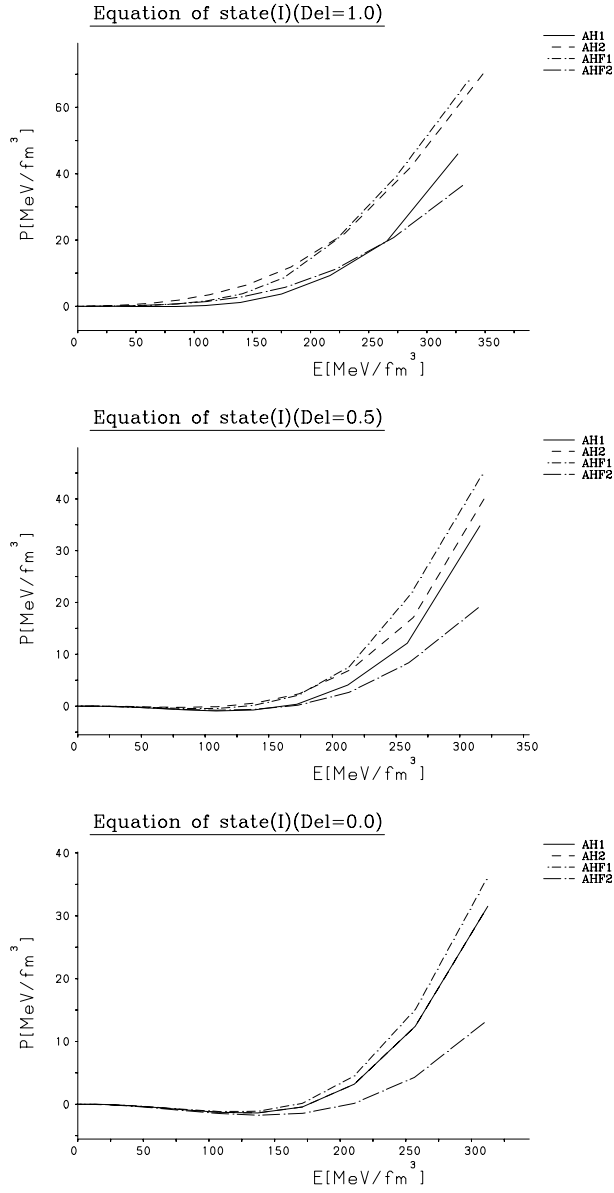 Equation of state(I)(Del=1.0)
AH1
AH2
AHF1
AHF2
60
40
20
0
P[MeV/fm³]
0 50 100 150 200 250 300 350
E[MeV/fm³]
Equation of state(I)(Del=0.5)
AH1
AH2
AHF1
AHF2
40
30
20
10
0
P[MeV/fm³]
0 50 100 150 200 250 300 350
E[MeV/fm³]
Equation of state(I)(Del=0.0)
AH1
AH2
AHF1
AHF2
40
30
20
10
0
P[MeV/fm³]
0 50 100 150 200 250 300
E[MeV/fm³]